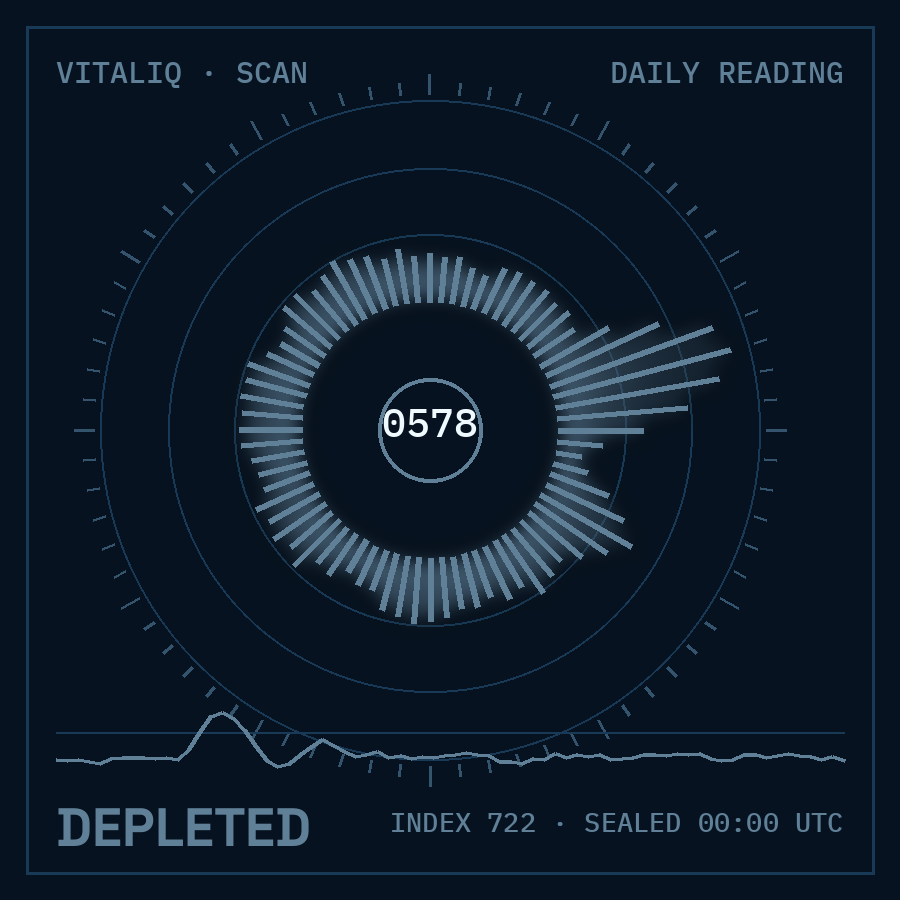 VITALIQ · SCAN
DAILY READING
0578
DEPLETED
INDEX 722 · SEALED 00:00 UTC